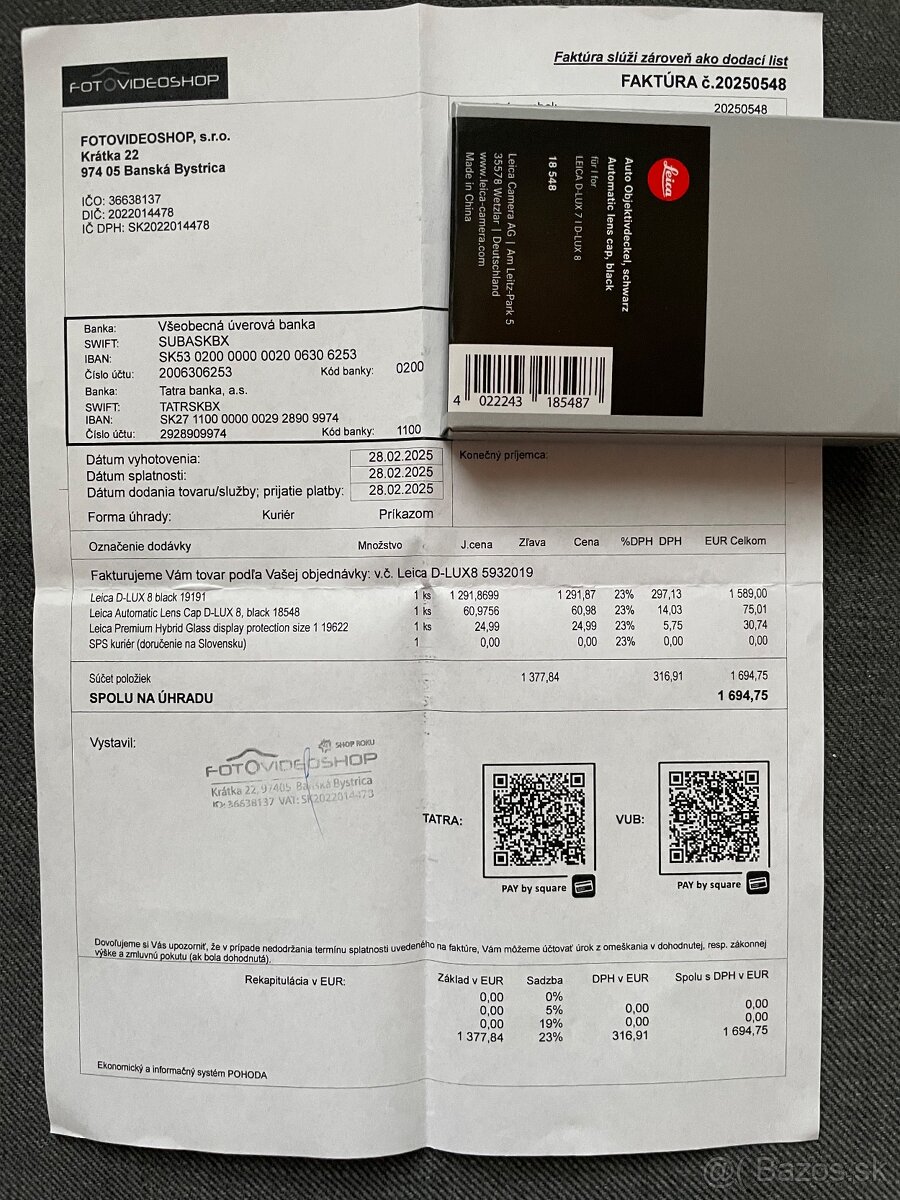 FOTOVIDEOSHOP
Faktúra slúži zároveň ako dodací list
FAKTÚRA č.20250548
20250548
FOTOVIDEOSHOP, s.r.o.
Krátka 22
974 05 Banská Bystrica
IČO: 36638137
DIČ: 2022014478
IČ DPH: SK2022014478
Banka: Všeobecná úverová banka
SWIFT: SUBASKBX
IBAN: SK53 0200 0000 0020 0630 6253
Číslo účtu: 2006306253 Kód banky: 0200
Banka: Tatra banka, a.s.
SWIFT: TATRSKBX
IBAN: SK27 1100 0000 0029 2890 9974
Číslo účtu: 2928909974 Kód banky: 1100
Leica
Auto Objektivdeckel, schwarz
Automatic lens cap, black
für I for
LEICA D-LUX 7 I D-LUX 8
18 548
Leica Camera AG | Am Leitz-Park 5
35578 Wetzlar | Deutschland
www.leica-camera.com
Made in China
4 022243 185487
Dátum vyhotovenia: 28.02.2025
Dátum splatnosti: 28.02.2025
Dátum dodania tovaru/služby; prijatie platby: 28.02.2025
Forma úhrady: Kuriér Príkazom
Konečný príjemca:
Označenie dodávky Množstvo J.cena Zľava Cena %DPH DPH EUR Celkom
Fakturujeme Vám tovar podľa Vašej objednávky: v.č. Leica D-LUX8 5932019
Leica D-LUX 8 black 19191 1 ks 1 291,8699 1 291,87 23% 297,13 1 589,00
Leica Automatic Lens Cap D-LUX 8, black 18548 1 ks 60,9756 60,98 23% 14,03 75,01
Leica Premium Hybrid Glass display protection size 1 19622 1 ks 24,99 24,99 23% 5,75 30,74
SPS kuriér (doručenie na Slovensku) 1 0,00 0,00 23% 0,00 0,00
Súčet položiek 1 377,84 316,91 1 694,75
SPOLU NA ÚHRADU 1 694,75
Vystavil:
SHOP ROKU
FOTOVIDEOSHOP
Krátka 22, 97405 Banská Bystrica
ID: 36638137 VAT: SK2022014478
TATRA:
PAY by square
VUB:
PAY by square
Dovoľujeme si Vás upozorniť, že v prípade nedodržania termínu splatnosti uvedeného na faktúre, Vám môžeme účtovať úrok z omeškania v dohodnutej, resp. zákonnej
výške a zmluvnú pokutu (ak bola dohodnutá).
Rekapitulácia v EUR: Základ v EUR Sadzba DPH v EUR Spolu s DPH v EUR
0,00 0%
0,00 5% 0,00 0,00
0,00 19% 0,00 0,00
1 377,84 23% 316,91 1 694,75
Ekonomický a informačný systém POHODA
Bazos.sk